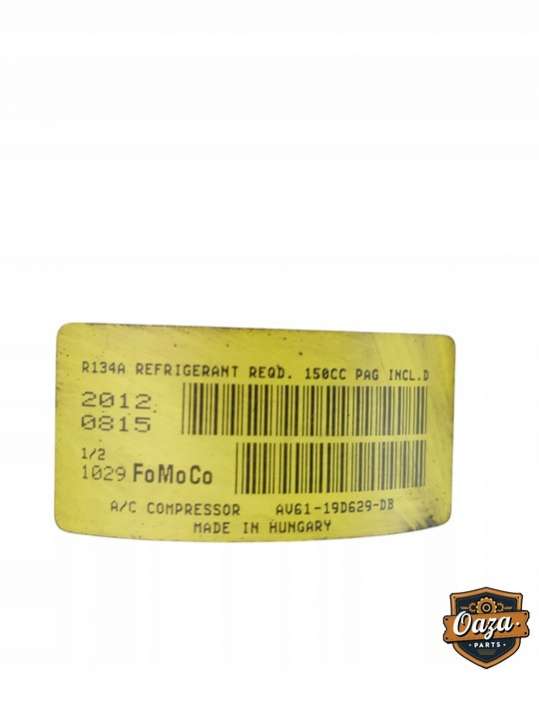 R134A REFRIGERANT REQD. 150CC PAG INCL.D
2012
0815
1/2
1029 FoMoCo
A/C COMPRESSOR AV61-19D629-DB
MADE IN HUNGARY
Oaza
PARTS